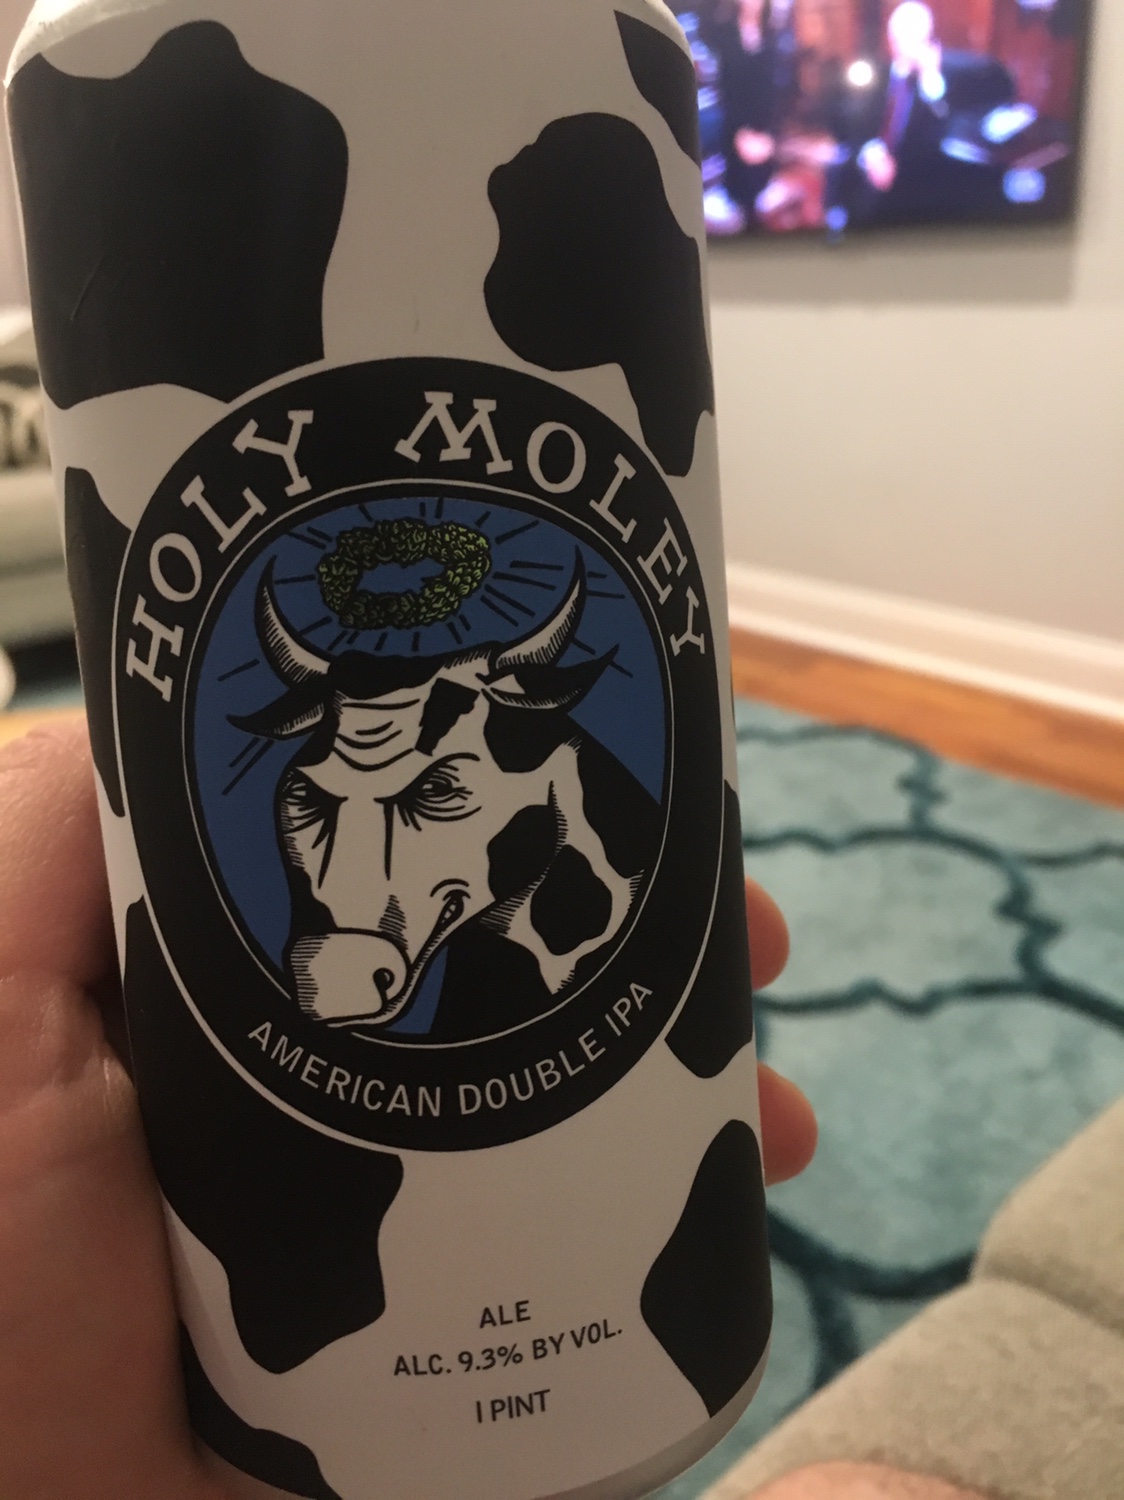 HOLY MOLEY
AMERICAN DOUBLE IPA
ALE
ALC. 9.3% BY VOL.
1 PINT